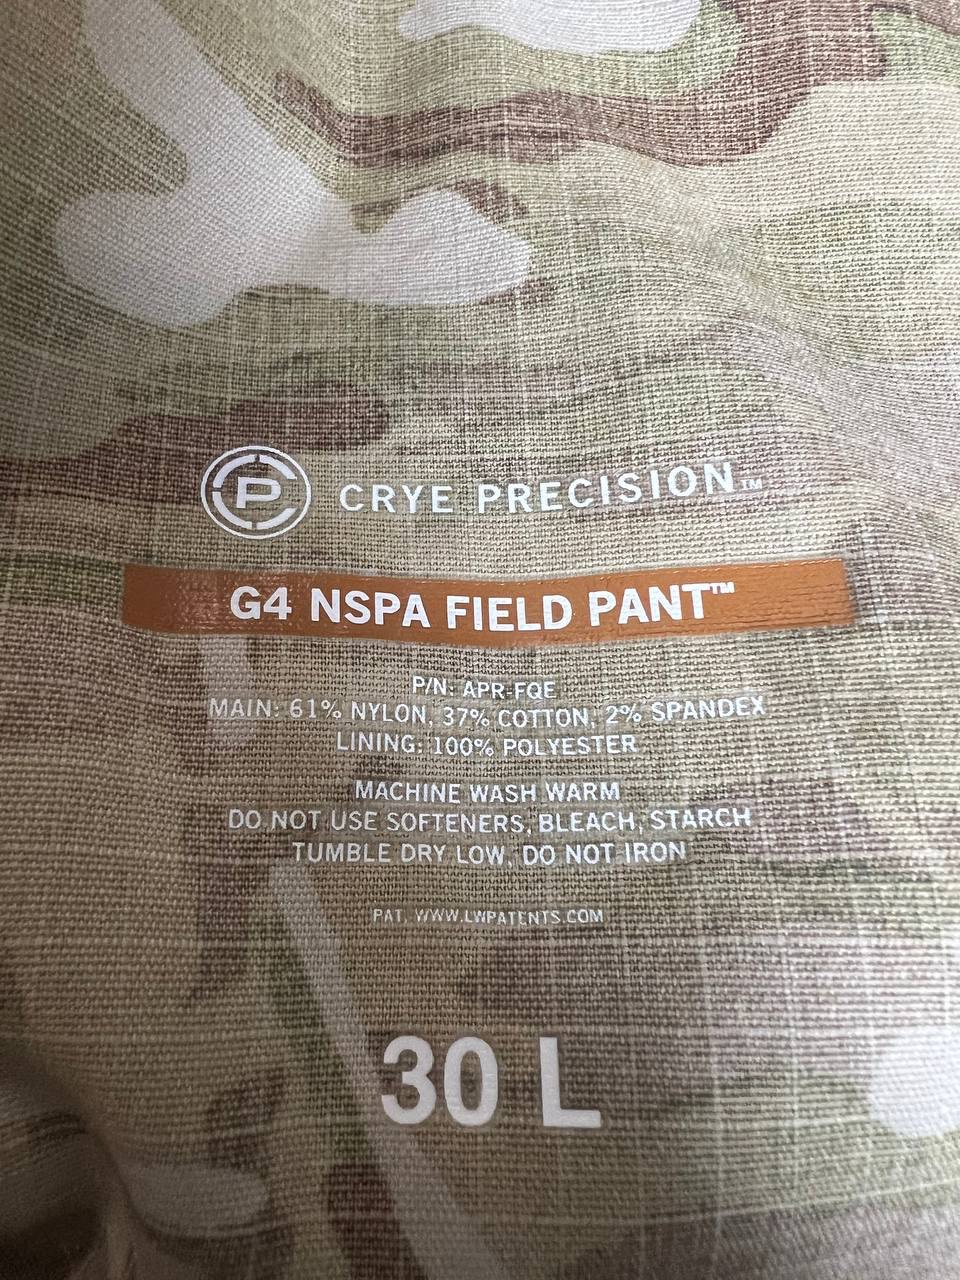 CP CRYE PRECISION™
G4 NSPA FIELD PANT™
P/N: APR-FQE
MAIN: 61% NYLON, 37% COTTON, 2% SPANDEX
LINING: 100% POLYESTER
MACHINE WASH WARM
DO NOT USE SOFTENERS, BLEACH, STARCH
TUMBLE DRY LOW, DO NOT IRON
PAT. WWW.LWPATENTS.COM
30 L